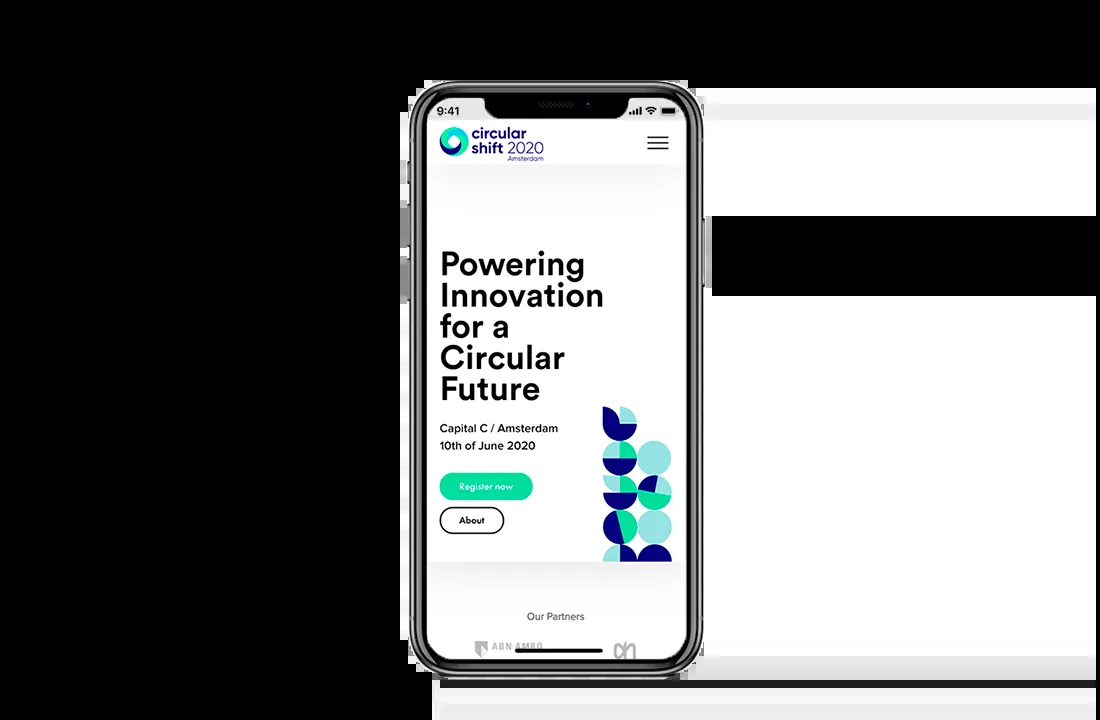 9:41
circular
shift 2020
Amsterdam
Powering
Innovation
for a
Circular
Future
Capital C / Amsterdam
10th of June 2020
Register now
About
Our Partners
ABN AMRO
ah